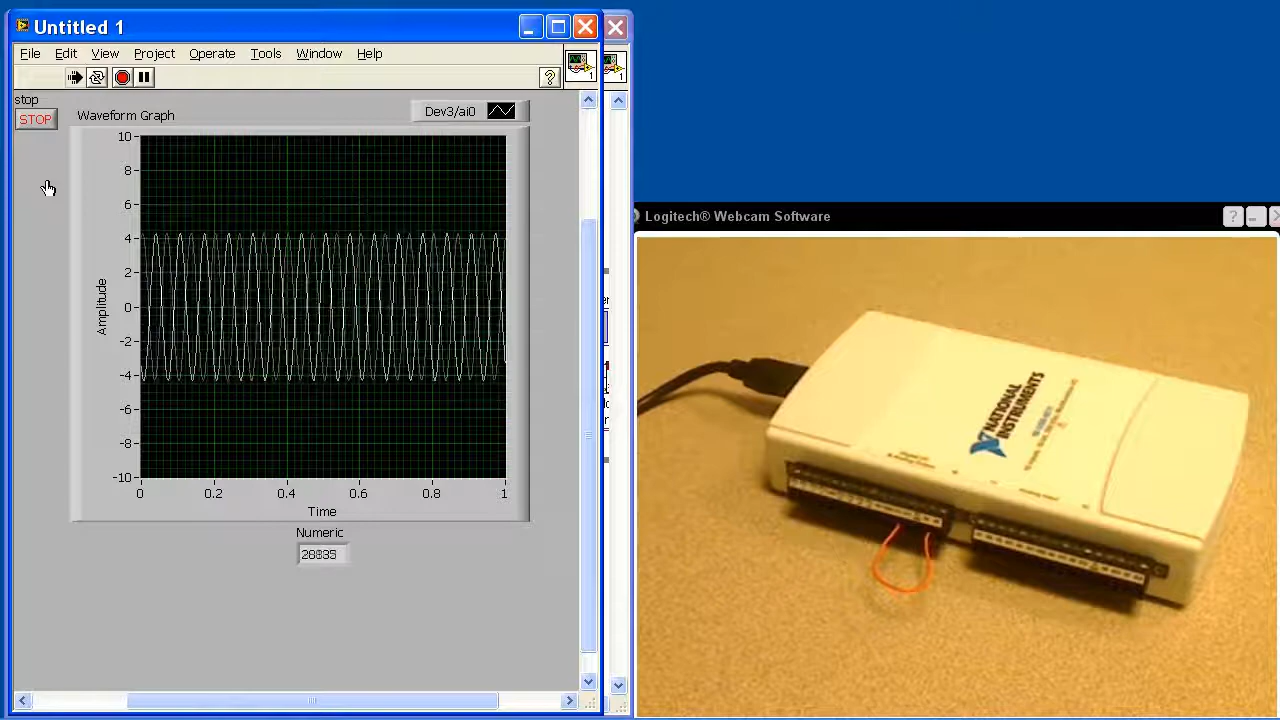 Untitled 1
File Edit View Project Operate Tools Window Help
1
1
stop
STOP
Waveform Graph
Dev3/ai0
10
8
6
4
2
0
-2
-4
-6
-8
-10
Amplitude
0 0.2 0.4 0.6 0.8 1
Time
Numeric
28835
Logitech® Webcam Software
NATIONAL
INSTRUMENTS